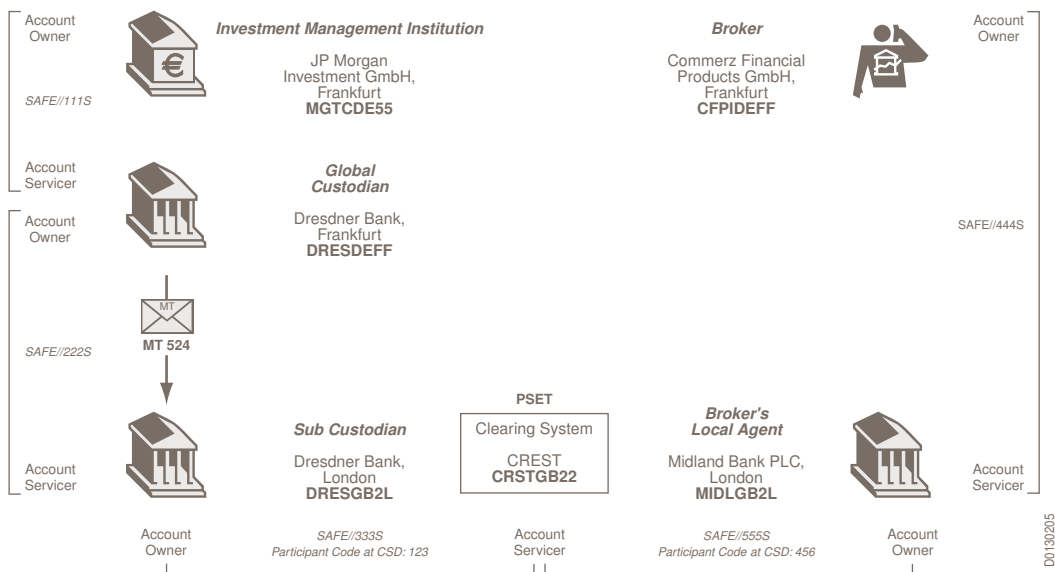 Account
Owner
Investment Management Institution
JP Morgan
Investment GmbH,
Frankfurt
MGTCDE55
Broker
Commerz Financial
Products GmbH,
Frankfurt
CFPIDEFF
Account
Owner
€
SAFE//111S
Account
Servicer
Global
Custodian
Dresdner Bank,
Frankfurt
DRESDEFF
Account
Owner
SAFE//444S
MT
MT 524
SAFE//222S
PSET
Clearing System
CREST
CRSTGB22
Sub Custodian
Dresdner Bank,
London
DRESGB2L
Broker's
Local Agent
Midland Bank PLC,
London
MIDLGB2L
Account
Servicer
Account
Servicer
Account
Owner
SAFE//333S
Participant Code at CSD: 123
Account
Servicer
SAFE//555S
Participant Code at CSD: 456
Account
Owner
D0130205